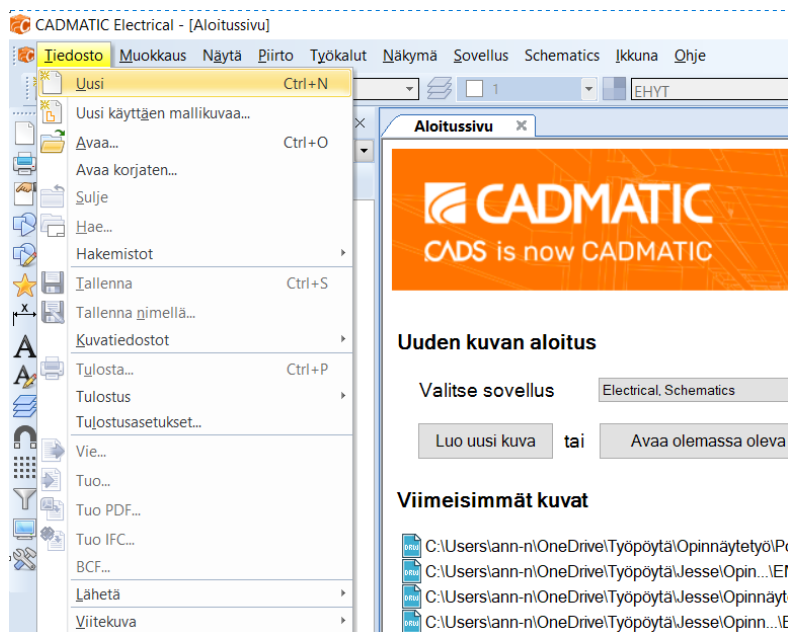 CADMATIC Electrical - [Aloitussivu]
Tiedosto Muokkaus Näytä Piirto Työkalut Näkymä Sovellus Schematics Ikkuna Ohje
1 EHYT
Uusi Ctrl+N
Uusi käyttäen mallikuvaa...
Avaa... Ctrl+O
Avaa korjaten...
Sulje
Hae...
Hakemistot
Tallenna Ctrl+S
Tallenna nimellä...
Kuvatiedostot
Tulosta... Ctrl+P
Tulostus
Tulostusasetukset...
Vie...
Tuo...
Tuo PDF...
Tuo IFC...
BCF...
Lähetä
Viitekuva
Aloitussivu
CADMATIC
CADS is now CADMATIC
Uuden kuvan aloitus
Valitse sovellus Electrical, Schematics
Luo uusi kuva tai Avaa olemassa oleva
Viimeisimmät kuvat
C:\Users\ann-n\OneDrive\Työpöytä\Opinnäytetyö\Po
C:\Users\ann-n\OneDrive\Työpöytä\Jesse\Opin...\EN
C:\Users\ann-n\OneDrive\Työpöytä\Jesse\Opinnäyt
C:\Users\ann-n\OneDrive\Työpöytä\Jesse\Opinn...\E